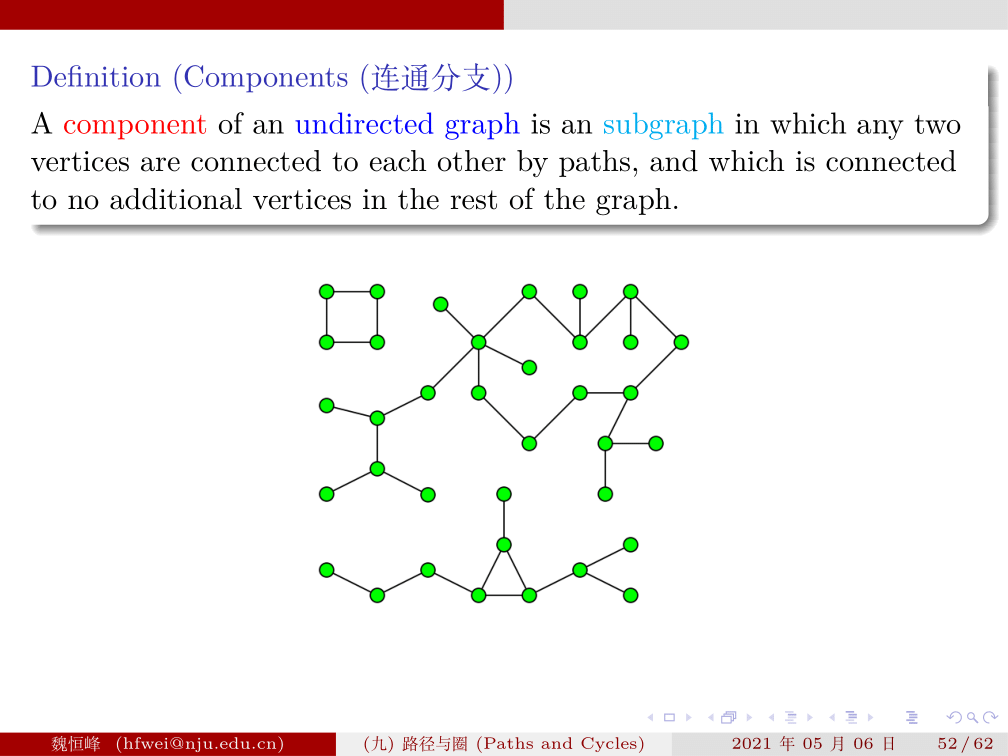 Definition (Components (连通分支))
A component of an undirected graph is an subgraph in which any two
vertices are connected to each other by paths, and which is connected
to no additional vertices in the rest of the graph.
魏恒峰 (hfwei@nju.edu.cn) (九) 路径与圈 (Paths and Cycles) 2021 年 05 月 06 日 52 / 62